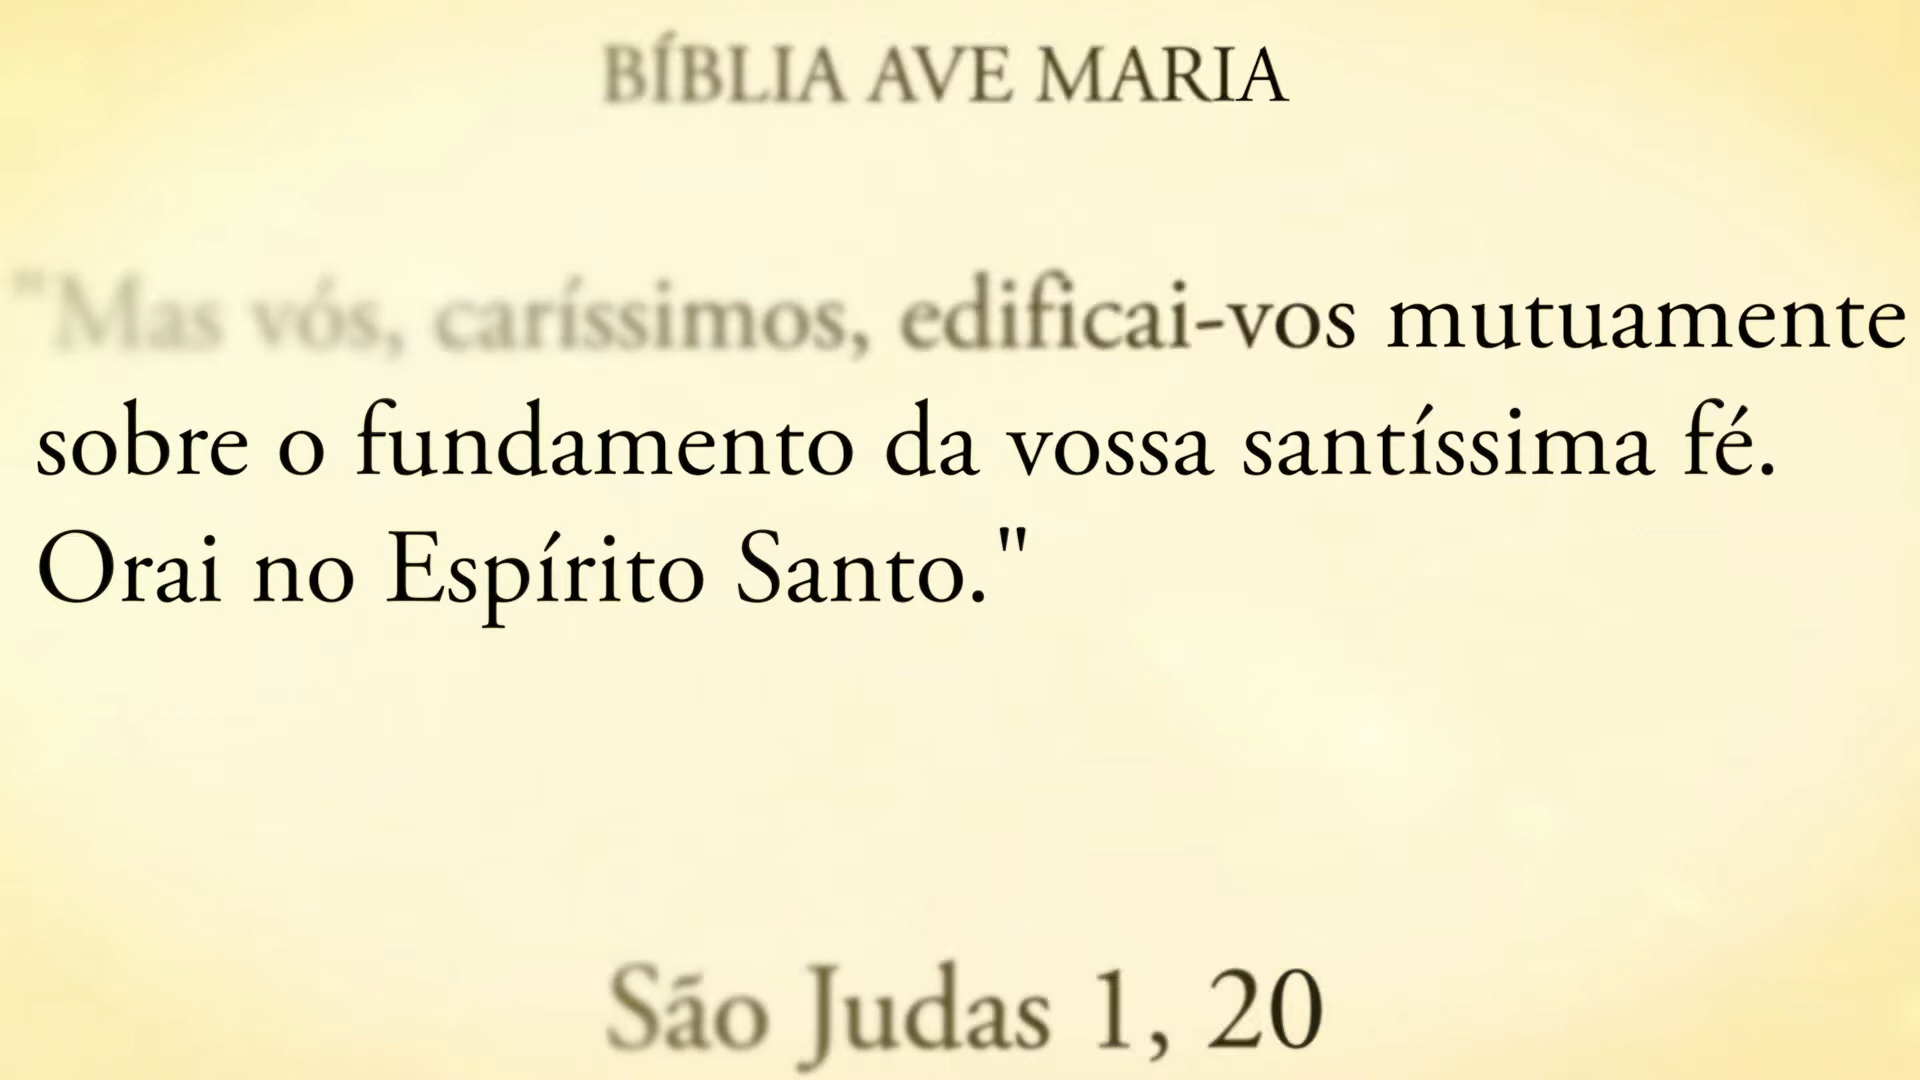 BÍBLIA AVE MARIA
"Mas vós, caríssimos, edificai-vos mutuamente
sobre o fundamento da vossa santíssima fé.
Orai no Espírito Santo."
São Judas 1, 20